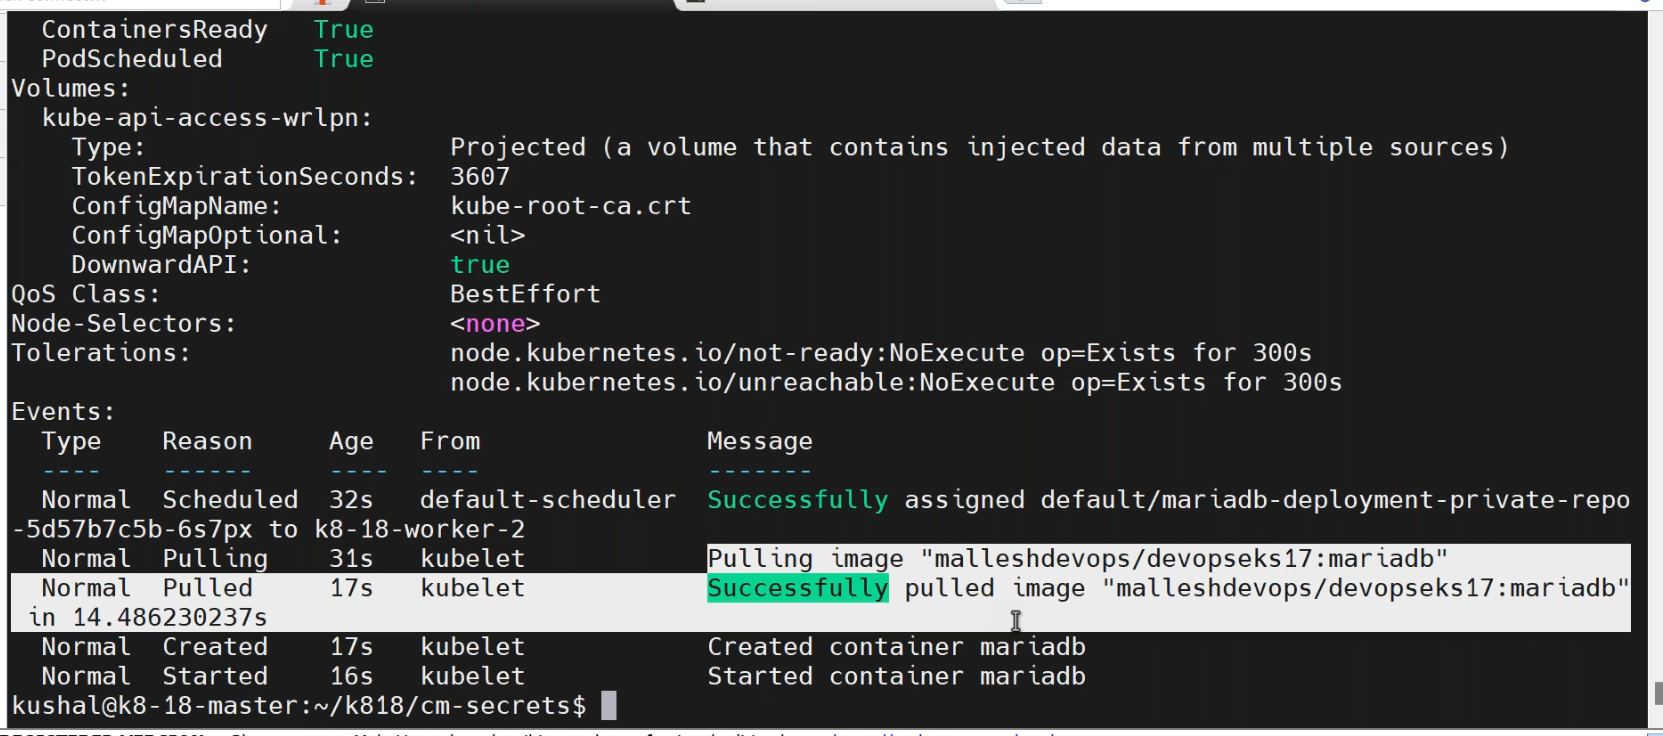 ContainersReady   True
PodScheduled      True
Volumes:
kube-api-access-wrlpn:
Type:                    Projected (a volume that contains injected data from multiple sources)
TokenExpirationSeconds:  3607
ConfigMapName:           kube-root-ca.crt
ConfigMapOptional:       <nil>
DownwardAPI:             true
QoS Class:                   BestEffort
Node-Selectors:              <none>
Tolerations:                 node.kubernetes.io/not-ready:NoExecute op=Exists for 300s
node.kubernetes.io/unreachable:NoExecute op=Exists for 300s
Events:
Type    Reason     Age   From               Message
----    ------     ----  ----               -------
Normal  Scheduled  32s   default-scheduler  Successfully assigned default/mariadb-deployment-private-repo
-5d57b7c5b-6s7px to k8-18-worker-2
Normal  Pulling    31s   kubelet            Pulling image "malleshdevops/devopseks17:mariadb"
Normal  Pulled     17s   kubelet            Successfully pulled image "malleshdevops/devopseks17:mariadb"
in 14.486230237s
Normal  Created    17s   kubelet            Created container mariadb
Normal  Started    16s   kubelet            Started container mariadb
kushal@k8-18-master:~/k818/cm-secrets$